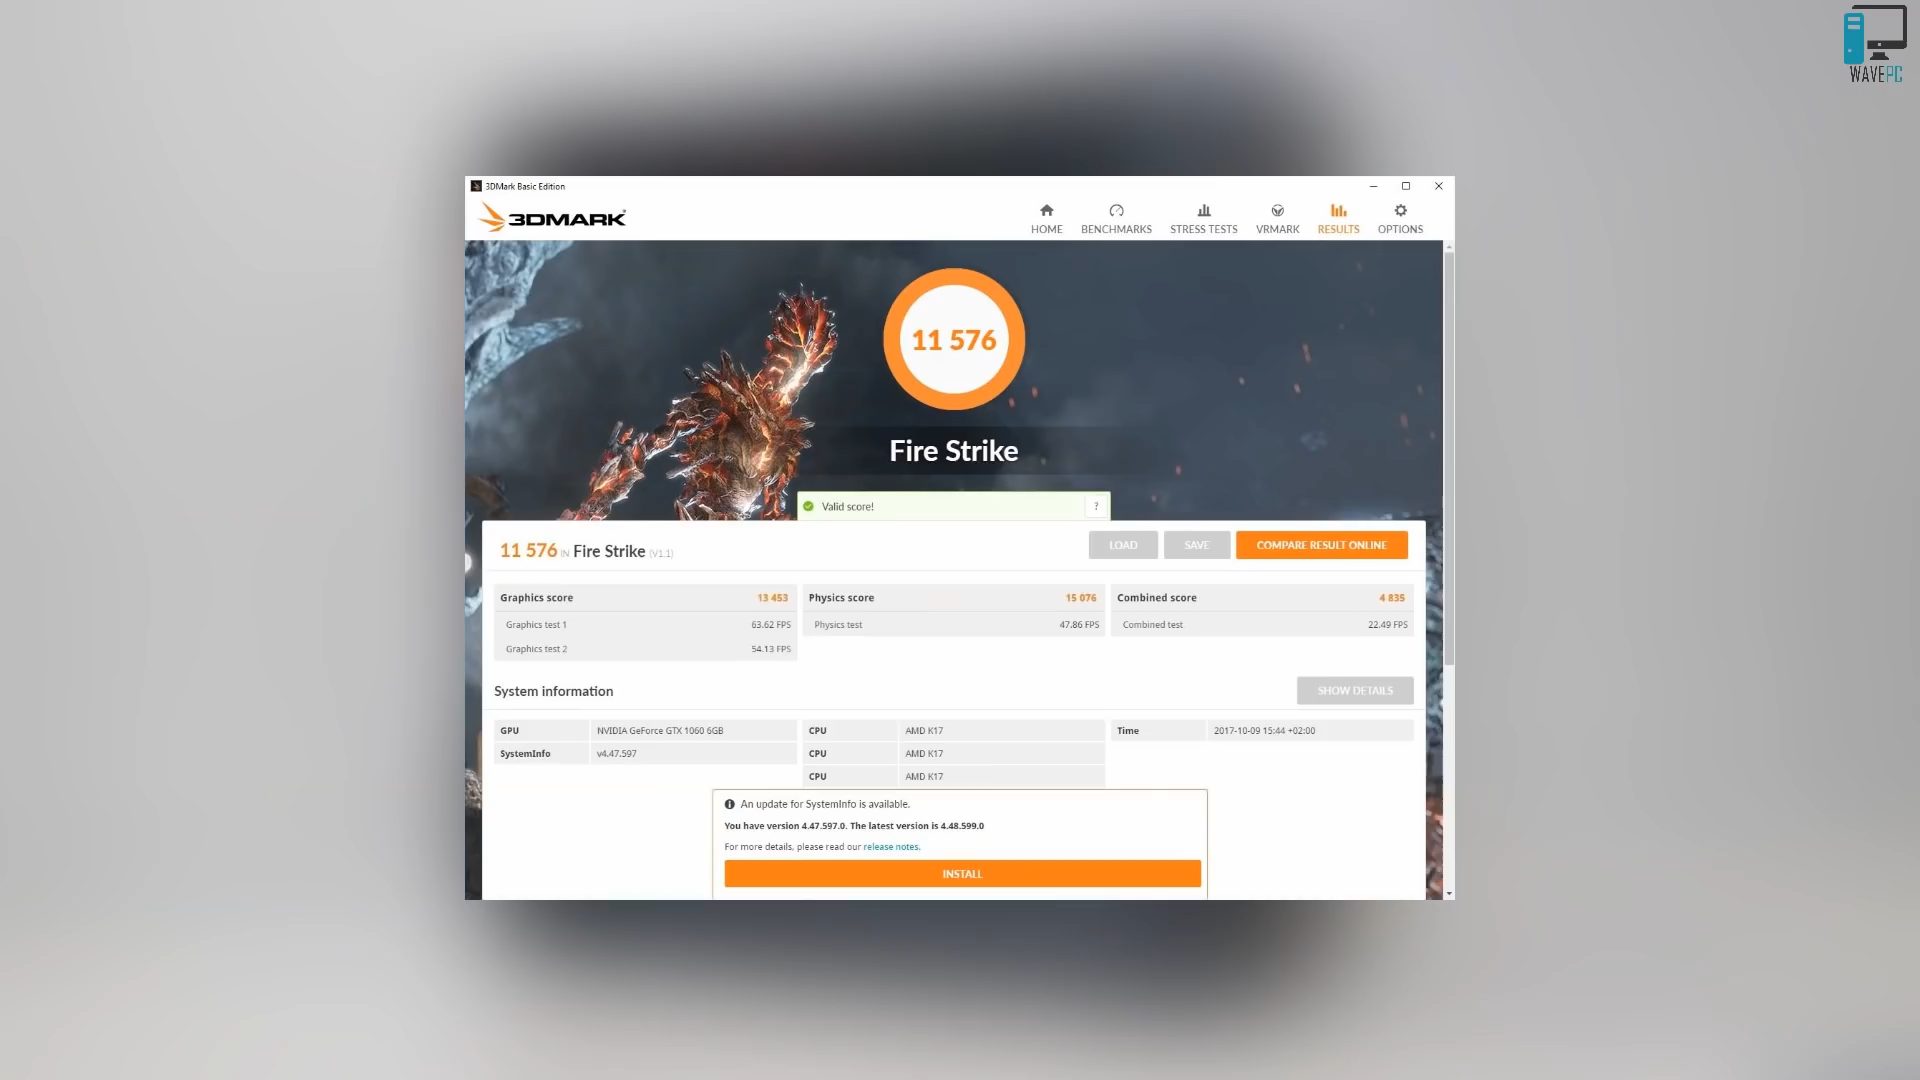 WAVEPC
3DMark Basic Edition
3DMARK
HOME BENCHMARKS STRESS TESTS VRMARK RESULTS OPTIONS
11 576
Fire Strike
Valid score! ?
11 576 IN Fire Strike (V1.1) LOAD SAVE COMPARE RESULT ONLINE
Graphics score 13 453 Physics score 15 076 Combined score 4 835
Graphics test 1 63.62 FPS Physics test 47.86 FPS Combined test 22.49 FPS
Graphics test 2 54.13 FPS
System information SHOW DETAILS
GPU NVIDIA GeForce GTX 1060 6GB CPU AMD K17 Time 2017-10-09 15:44 +02:00
SystemInfo v4.47.597 CPU AMD K17
CPU AMD K17
An update for SystemInfo is available.
You have version 4.47.597.0. The latest version is 4.48.599.0
For more details, please read our release notes.
INSTALL